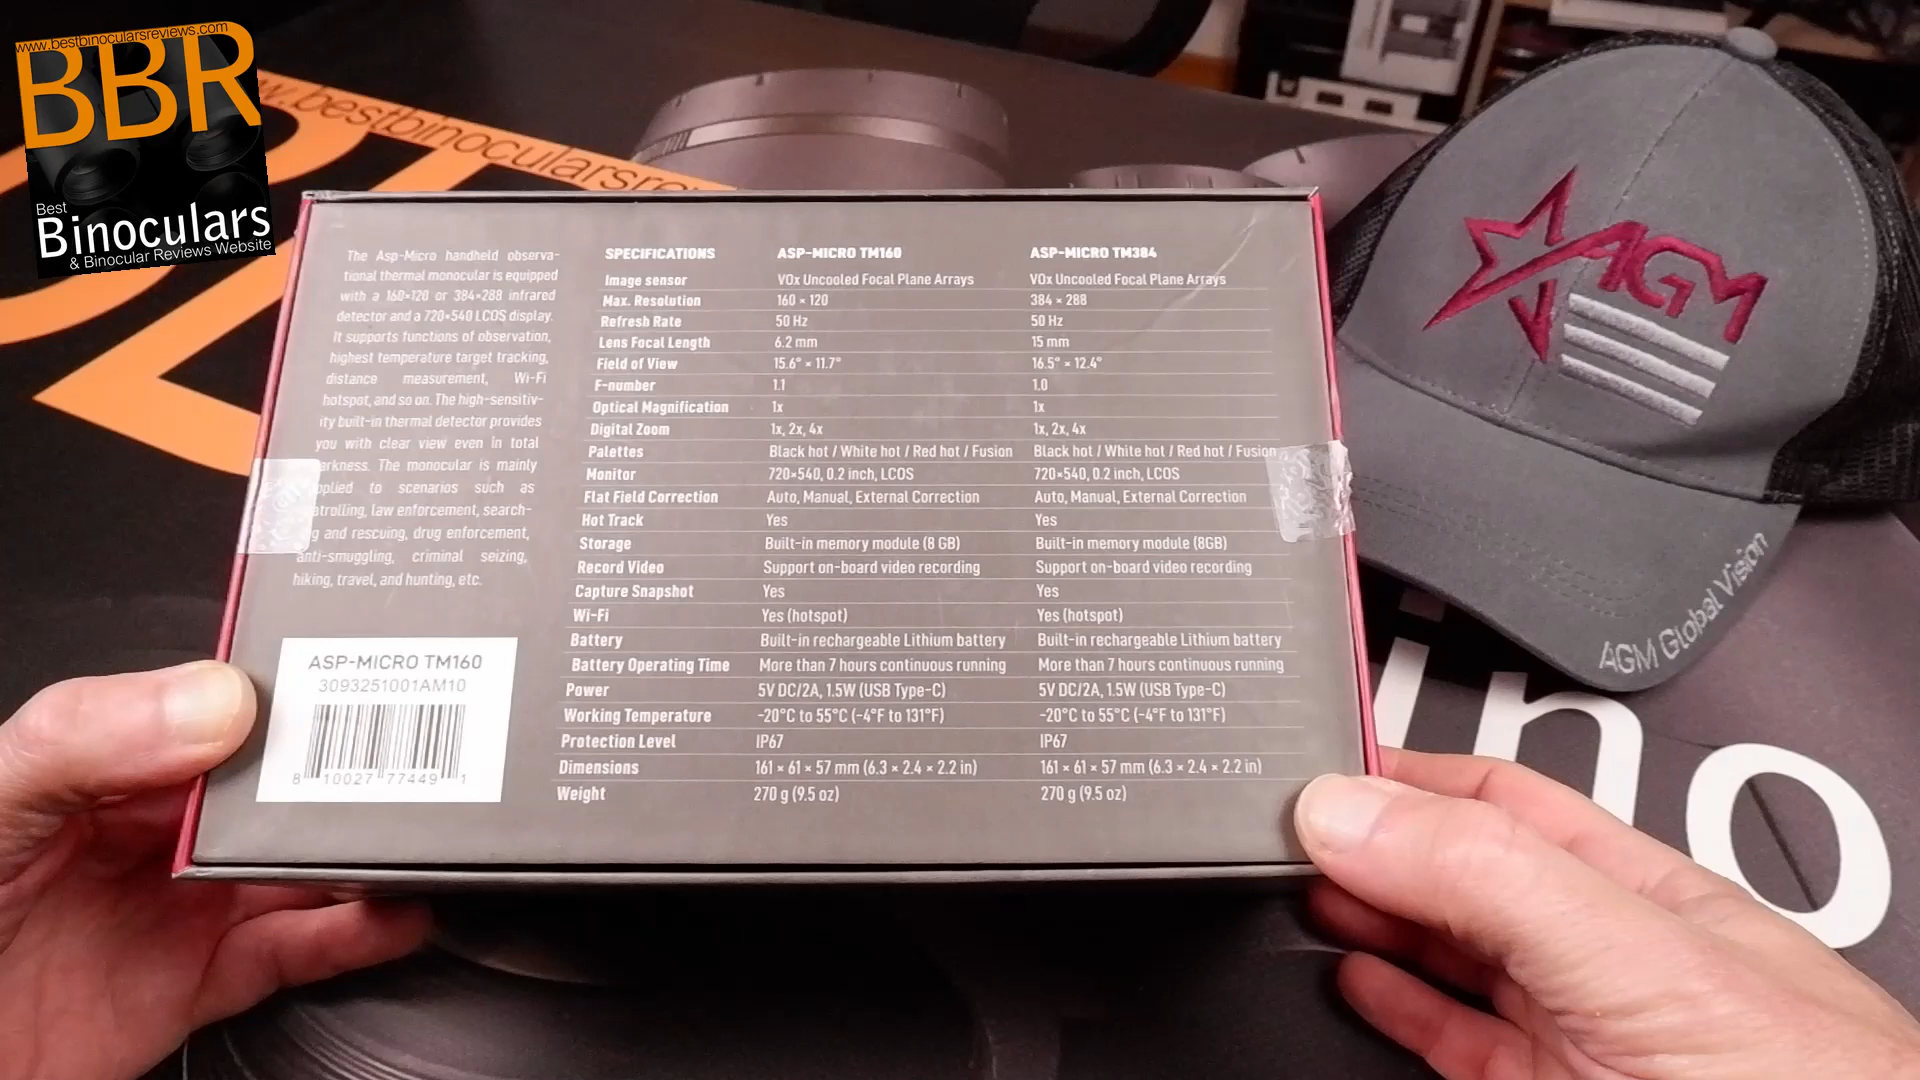 www.bestbinocularsreviews.com
BBR
Best
Binoculars
& Binocular Reviews Website
w.bestbinocularsre
The Asp-Micro handheld observa-
tional thermal monocular is equipped
with a 160×120 or 384×288 infrared
detector and a 720×540 LCOS display.
It supports functions of observation,
highest temperature target tracking,
distance measurement, Wi-Fi
hotspot, and so on. The high-sensitiv-
ity built-in thermal detector provides
you with clear view even in total
arkness. The monocular is mainly
pplied to scenarios such as
atrolling, law enforcement, search-
g and rescuing, drug enforcement,
anti-smuggling, criminal seizing,
hiking, travel, and hunting, etc.
ASP-MICRO TM160
3093251001AM10
8 10027 77449 1
SPECIFICATIONS ASP-MICRO TM160 ASP-MICRO TM384
Image sensor VOx Uncooled Focal Plane Arrays VOx Uncooled Focal Plane Arrays
Max. Resolution 160 × 120 384 × 288
Refresh Rate 50 Hz 50 Hz
Lens Focal Length 6.2 mm 15 mm
Field of View 15.6° × 11.7° 16.5° × 12.4°
F-number 1.1 1.0
Optical Magnification 1x 1x
Digital Zoom 1x, 2x, 4x 1x, 2x, 4x
Palettes Black hot / White hot / Red hot / Fusion Black hot / White hot / Red hot / Fusion
Monitor 720×540, 0.2 inch, LCOS 720×540, 0.2 inch, LCOS
Flat Field Correction Auto, Manual, External Correction Auto, Manual, External Correction
Hot Track Yes Yes
Storage Built-in memory module (8 GB) Built-in memory module (8GB)
Record Video Support on-board video recording Support on-board video recording
Capture Snapshot Yes Yes
Wi-Fi Yes (hotspot) Yes (hotspot)
Battery Built-in rechargeable Lithium battery Built-in rechargeable Lithium battery
Battery Operating Time More than 7 hours continuous running More than 7 hours continuous running
Power 5V DC/2A, 1.5W (USB Type-C) 5V DC/2A, 1.5W (USB Type-C)
Working Temperature -20°C to 55°C (-4°F to 131°F) -20°C to 55°C (-4°F to 131°F)
Protection Level IP67 IP67
Dimensions 161 × 61 × 57 mm (6.3 × 2.4 × 2.2 in) 161 × 61 × 57 mm (6.3 × 2.4 × 2.2 in)
Weight 270 g (9.5 oz) 270 g (9.5 oz)
AGM
AGM Global Vision
ino